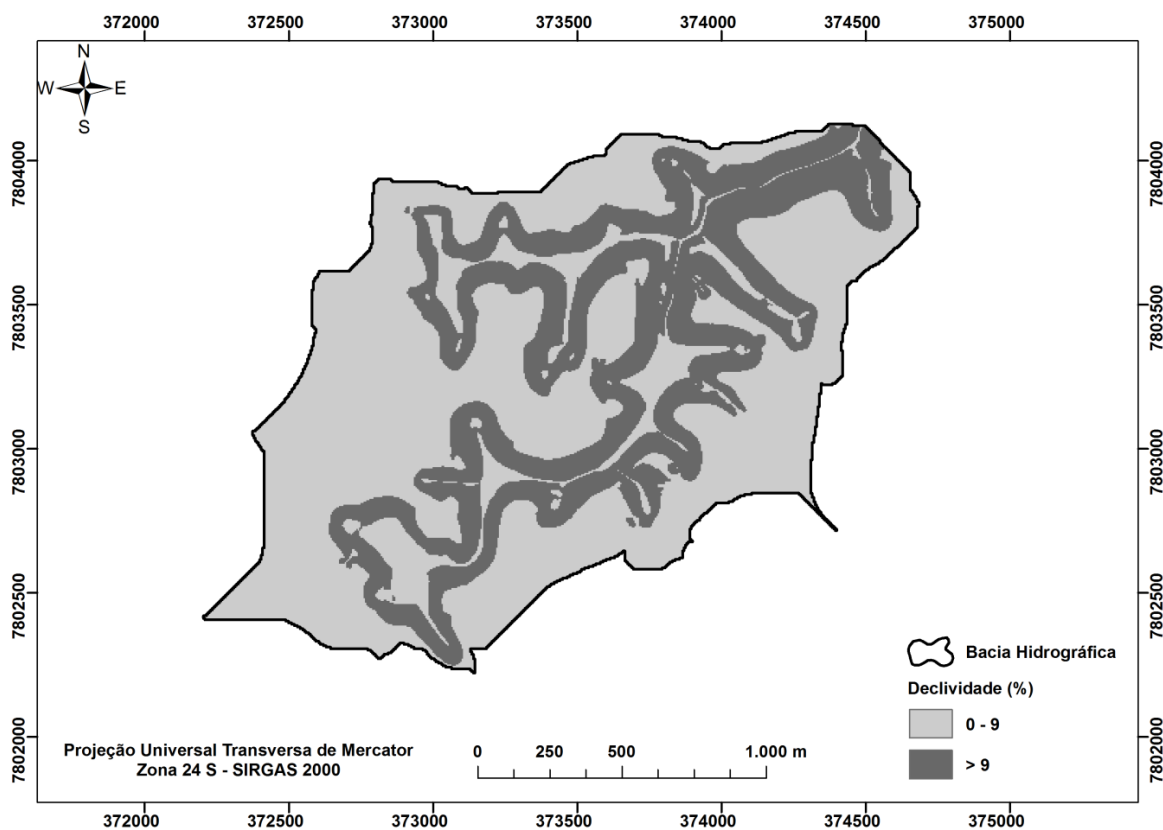 372000 372500 373000 373500 374000 374500 375000
N
W E
S
7804000 7804000
7803500 7803500
7803000 7803000
7802500 7802500
7802000 7802000
Bacia Hidrográfica
Declividade (%)
0 - 9
> 9
Projeção Universal Transversa de Mercator
Zona 24 S - SIRGAS 2000
0 250 500 1.000 m
372000 372500 373000 373500 374000 374500 375000